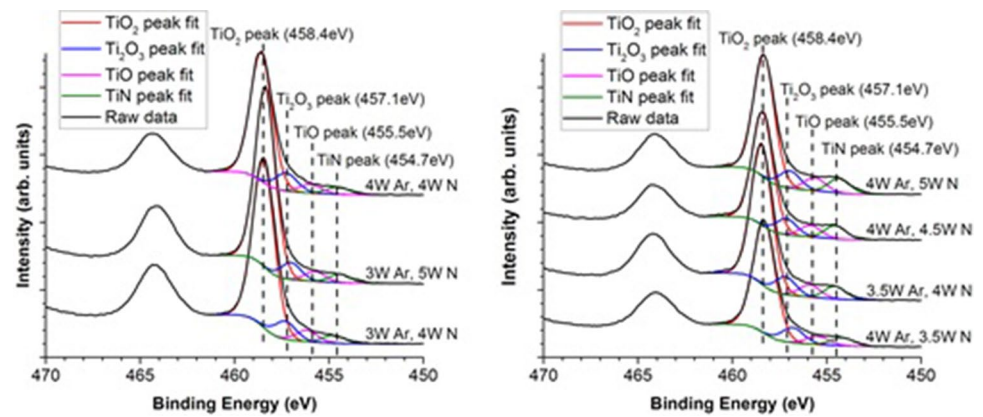 TiO2 peak fit
Ti2O3 peak fit
TiO peak fit
TiN peak fit
Raw data
TiO2 peak (458.4eV)
Ti2O3 peak (457.1eV)
TiO peak (455.5eV)
TiN peak (454.7eV)
4W Ar, 4W N
3W Ar, 5W N
3W Ar, 4W N
Intensity (arb. units)
470 465 460 455 450
Binding Energy (eV)
TiO2 peak fit
Ti2O3 peak fit
TiO peak fit
TiN peak fit
Raw data
TiO2 peak (458.4eV)
Ti2O3 peak (457.1eV)
TiO peak (455.5eV)
TiN peak (454.7eV)
4W Ar, 5W N
4W Ar, 4.5W N
3.5W Ar, 4W N
4W Ar, 3.5W N
Intensity (arb. units)
470 465 460 455 450
Binding Energy (eV)